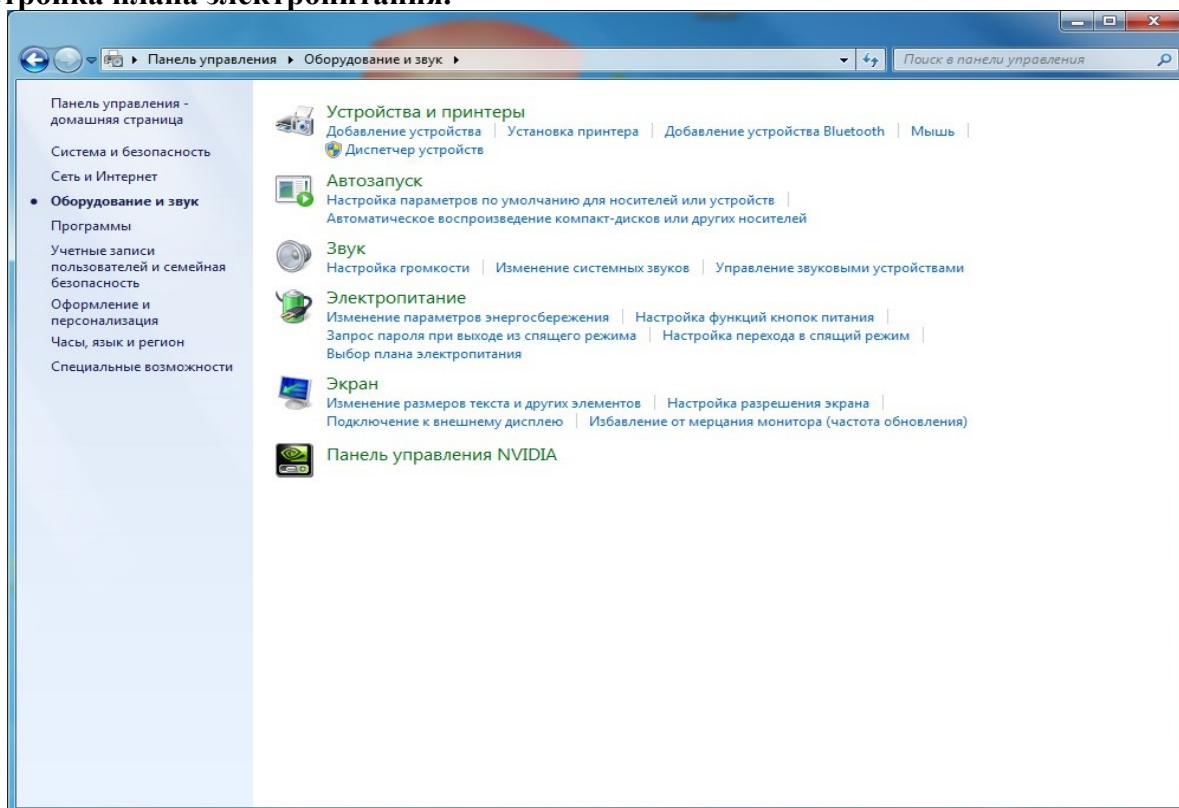 тройка плана электропитания.
Панель управления ▸ Оборудование и звук ▸
Поиск в панели управления
Панель управления -
домашняя страница
Система и безопасность
Сеть и Интернет
• Оборудование и звук
Программы
Учетные записи
пользователей и семейная
безопасность
Оформление и
персонализация
Часы, язык и регион
Специальные возможности
Устройства и принтеры
Добавление устройства | Установка принтера | Добавление устройства Bluetooth | Мышь |
Диспетчер устройств
Автозапуск
Настройка параметров по умолчанию для носителей или устройств |
Автоматическое воспроизведение компакт-дисков или других носителей
Звук
Настройка громкости | Изменение системных звуков | Управление звуковыми устройствами
Электропитание
Изменение параметров энергосбережения | Настройка функций кнопок питания |
Запрос пароля при выходе из спящего режима | Настройка перехода в спящий режим |
Выбор плана электропитания
Экран
Изменение размеров текста и других элементов | Настройка разрешения экрана |
Подключение к внешнему дисплею | Избавление от мерцания монитора (частота обновления)
Панель управления NVIDIA